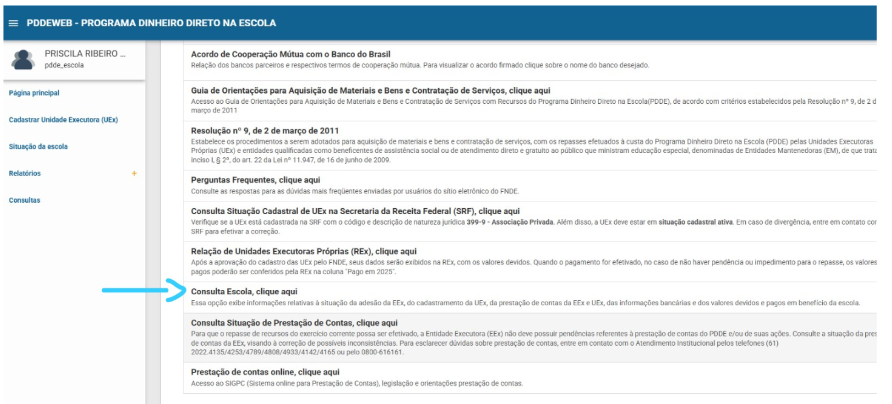 PDDEWEB - PROGRAMA DINHEIRO DIRETO NA ESCOLA
PRISCILA RIBEIRO ...
pdde_escola
Página principal
Cadastrar Unidade Executora (UEx)
Situação da escola
Relatórios +
Consultas
Acordo de Cooperação Mútua com o Banco do Brasil
Relação dos bancos parceiros e respectivos termos de cooperação mútua. Para visualizar o acordo firmado clique sobre o nome do banco desejado.
Guia de Orientações para Aquisição de Materiais e Bens e Contratação de Serviços, clique aqui
Acesso ao Guia de Orientações para Aquisição de Materiais e Bens e Contratação de Serviços com Recursos do Programa Dinheiro Direto na Escola(PDDE), de acordo com critérios estabelecidos pela Resolução nº 9, de 2 d
março de 2011
Resolução nº 9, de 2 de março de 2011
Estabelece os procedimentos a serem adotados para aquisição de materiais e bens e contratação de serviços, com os repasses efetuados à custa do Programa Dinheiro Direto na Escola (PDDE) pelas Unidades Executoras
Próprias (UEx) e entidades qualificadas como beneficentes de assistência social ou de atendimento direto e gratuito ao público que ministram educação especial, denominadas de Entidades Mantenedoras (EM), de que trata
inciso I, § 2º, do art. 22 da Lei nº 11.947, de 16 de junho de 2009.
Perguntas Frequentes, clique aqui
Consulte as respostas para as dúvidas mais freqüentes enviadas por usuários do sítio eletrônico do FNDE.
Consulta Situação Cadastral de UEx na Secretaria da Receita Federal (SRF), clique aqui
Verifique se a UEx está cadastrada na SRF com o código e descrição de natureza jurídica 399-9 - Associação Privada. Além disso, a UEx deve estar em situação cadastral ativa. Em caso de divergência, entre em contato cor
SRF para efetivar a correção.
Relação de Unidades Executoras Próprias (REx), clique aqui
Após a aprovação do cadastro das UEx pelo FNDE, seus dados serão exibidos na REx, com os valores devidos. Quando o pagamento for efetivado, no caso de não haver pendência ou impedimento para o repasse, os valores
pagos poderão ser conferidos pela REx na coluna "Pago em 2025".
Consulta Escola, clique aqui
Essa opção exibe informações relativas à situação da adesão da EEx, do cadastramento da UEx, da prestação de contas da EEx e UEx, das informações bancárias e dos valores devidos e pagos em benefício da escola.
Consulta Situação de Prestação de Contas, clique aqui
Para que o repasse de recursos do exercício corrente possa ser efetivado, a Entidade Executora (EEx) não deve possuir pendências referentes à prestação de contas do PDDE e/ou de suas ações. Consulte a situação da pres
de contas da EEx, visando à correção de possíveis inconsistências. Para esclarecer dúvidas sobre prestação de contas, entre em contato com o Atendimento Institucional pelos telefones (61)
2022.4135/4253/4789/4808/4933/4142/4165 ou pelo 0800-616161.
Prestação de contas online, clique aqui
Acesso ao SIGPC (Sistema online para Prestação de Contas), legislação e orientações prestação de contas.